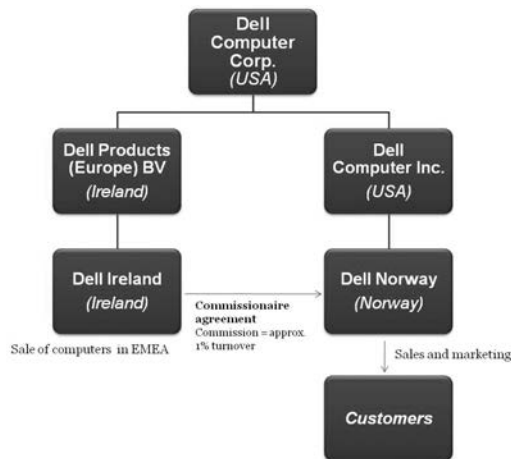 Dell
Computer
Corp.
(USA)
Dell Products
(Europe) BV
(Ireland)
Dell
Computer Inc.
(USA)
Dell Ireland
(Ireland)
Commissionaire
agreement
Commission = approx.
1% turnover
Dell Norway
(Norway)
Sale of computers in EMEA
Sales and marketing
Customers